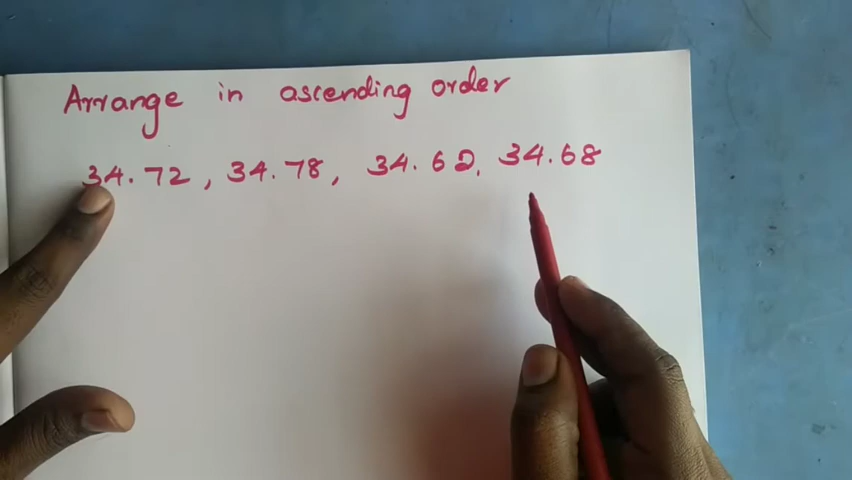 Arrange in ascending order
34.72, 34.78, 34.62, 34.68